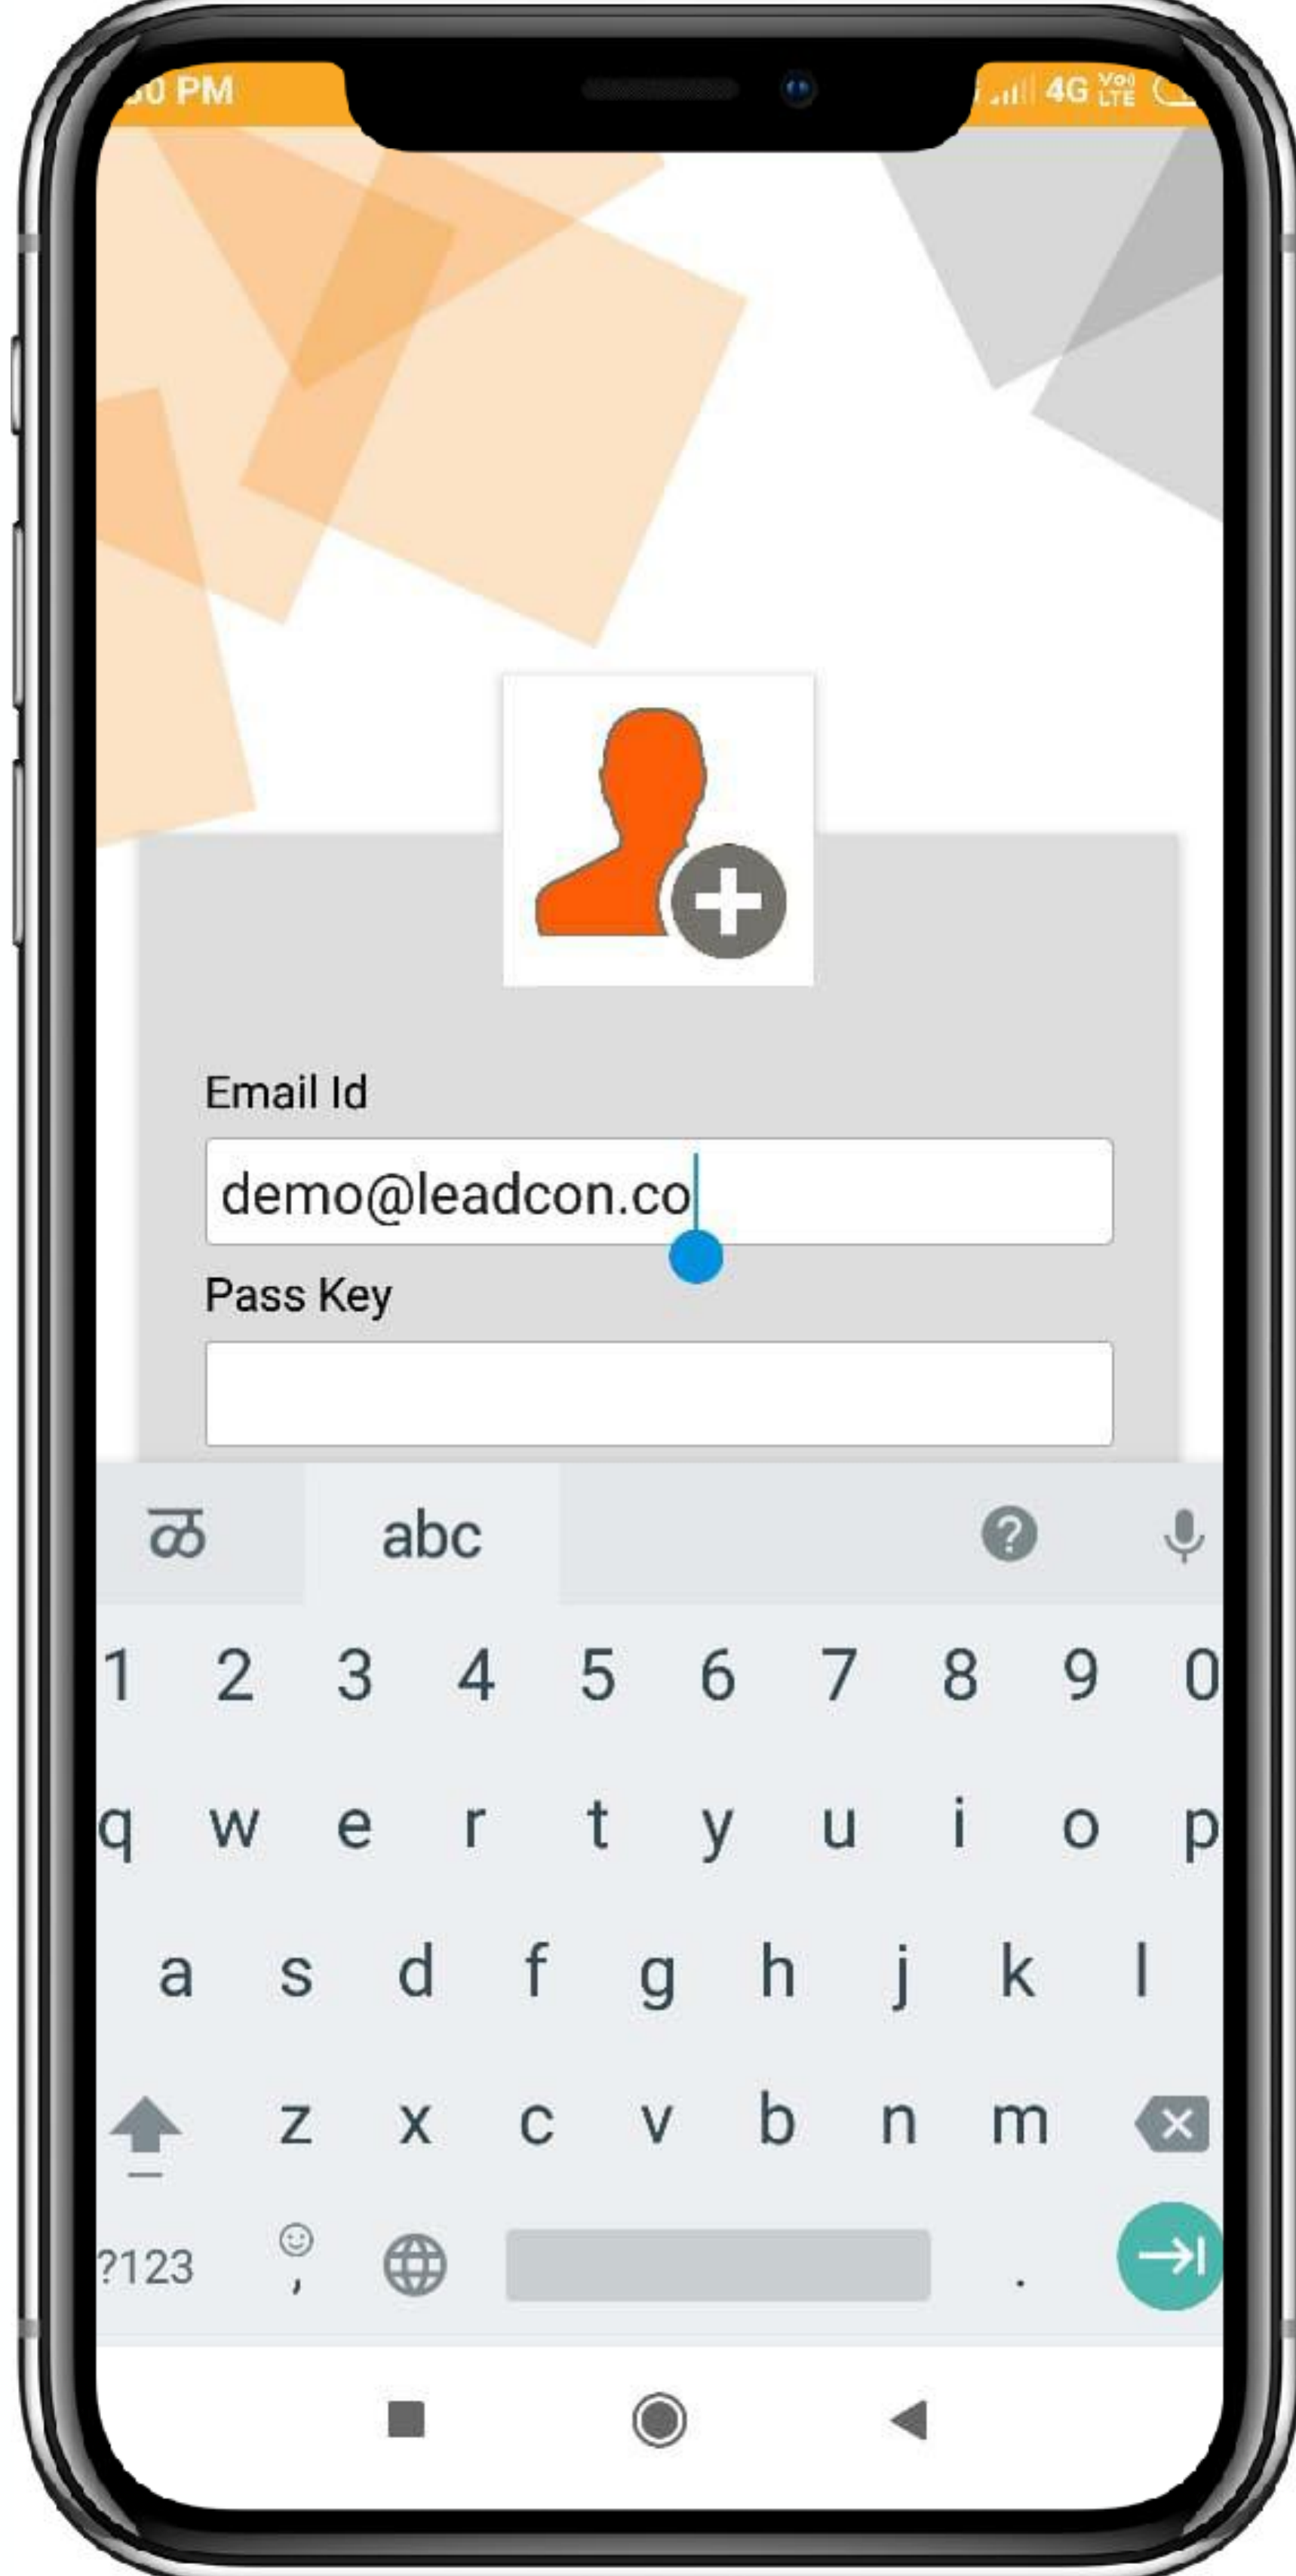 PM
4G VoLTE
Email Id
demo@leadcon.co
Pass Key
ळ abc
1 2 3 4 5 6 7 8 9 0
q w e r t y u i o p
a s d f g h j k l
z x c v b n m
?123 , .